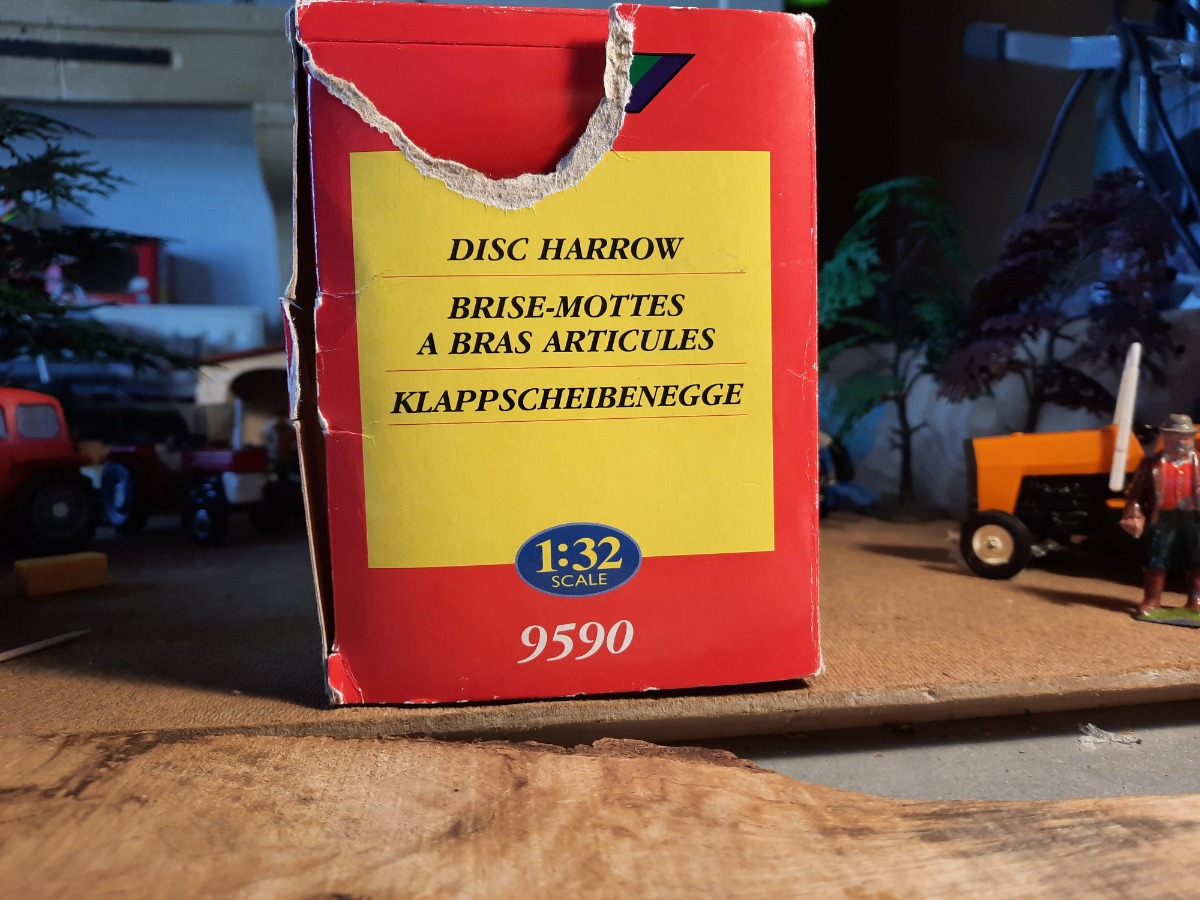 DISC HARROW
BRISE-MOTTES
A BRAS ARTICULES
KLAPPSCHEIBENEGGE
1:32
SCALE
9590